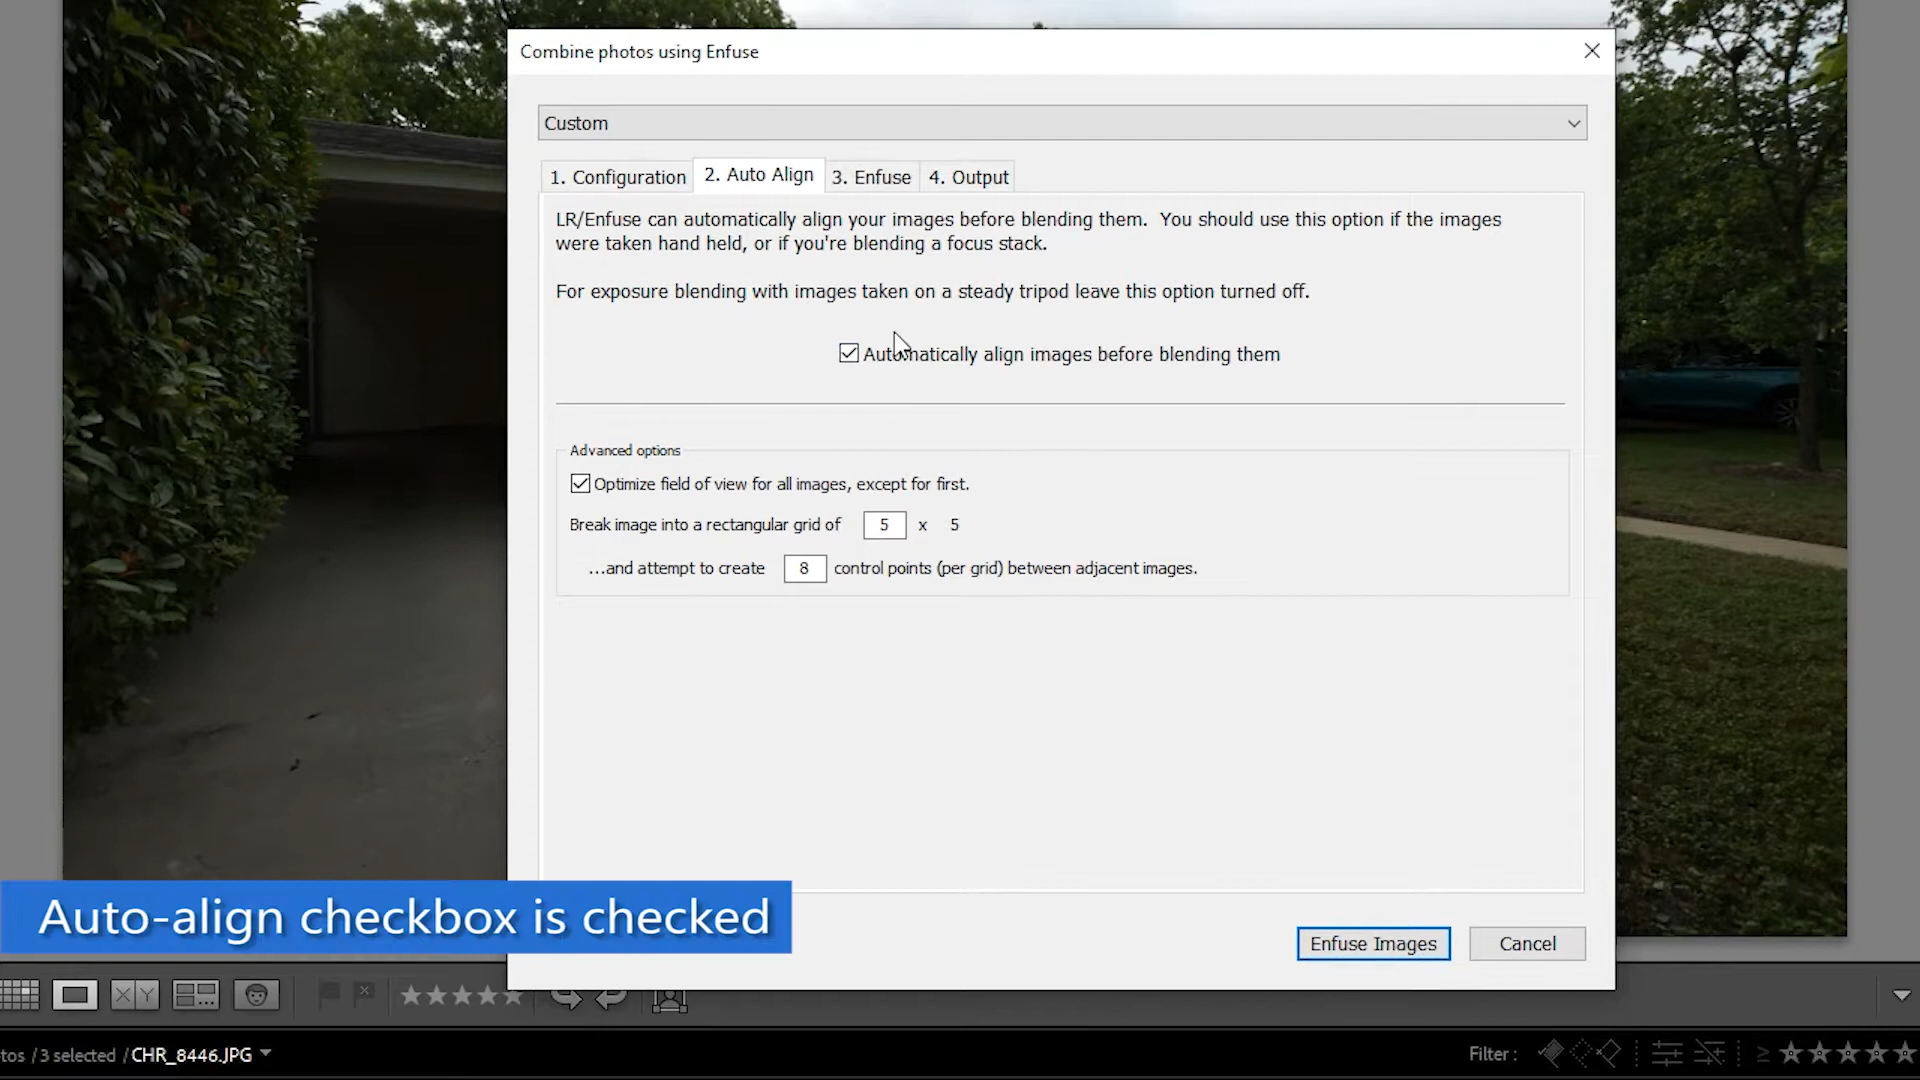 Combine photos using Enfuse
Custom
1. Configuration
2. Auto Align
3. Enfuse
4. Output
LR/Enfuse can automatically align your images before blending them. You should use this option if the images
were taken hand held, or if you're blending a focus stack.
For exposure blending with images taken on a steady tripod leave this option turned off.
Automatically align images before blending them
Advanced options
Optimize field of view for all images, except for first.
Break image into a rectangular grid of 5 x 5
...and attempt to create 8 control points (per grid) between adjacent images.
Auto-align checkbox is checked
Enfuse Images
Cancel
X Y
tos / 3 selected / CHR_8446.JPG
Filter :
≥